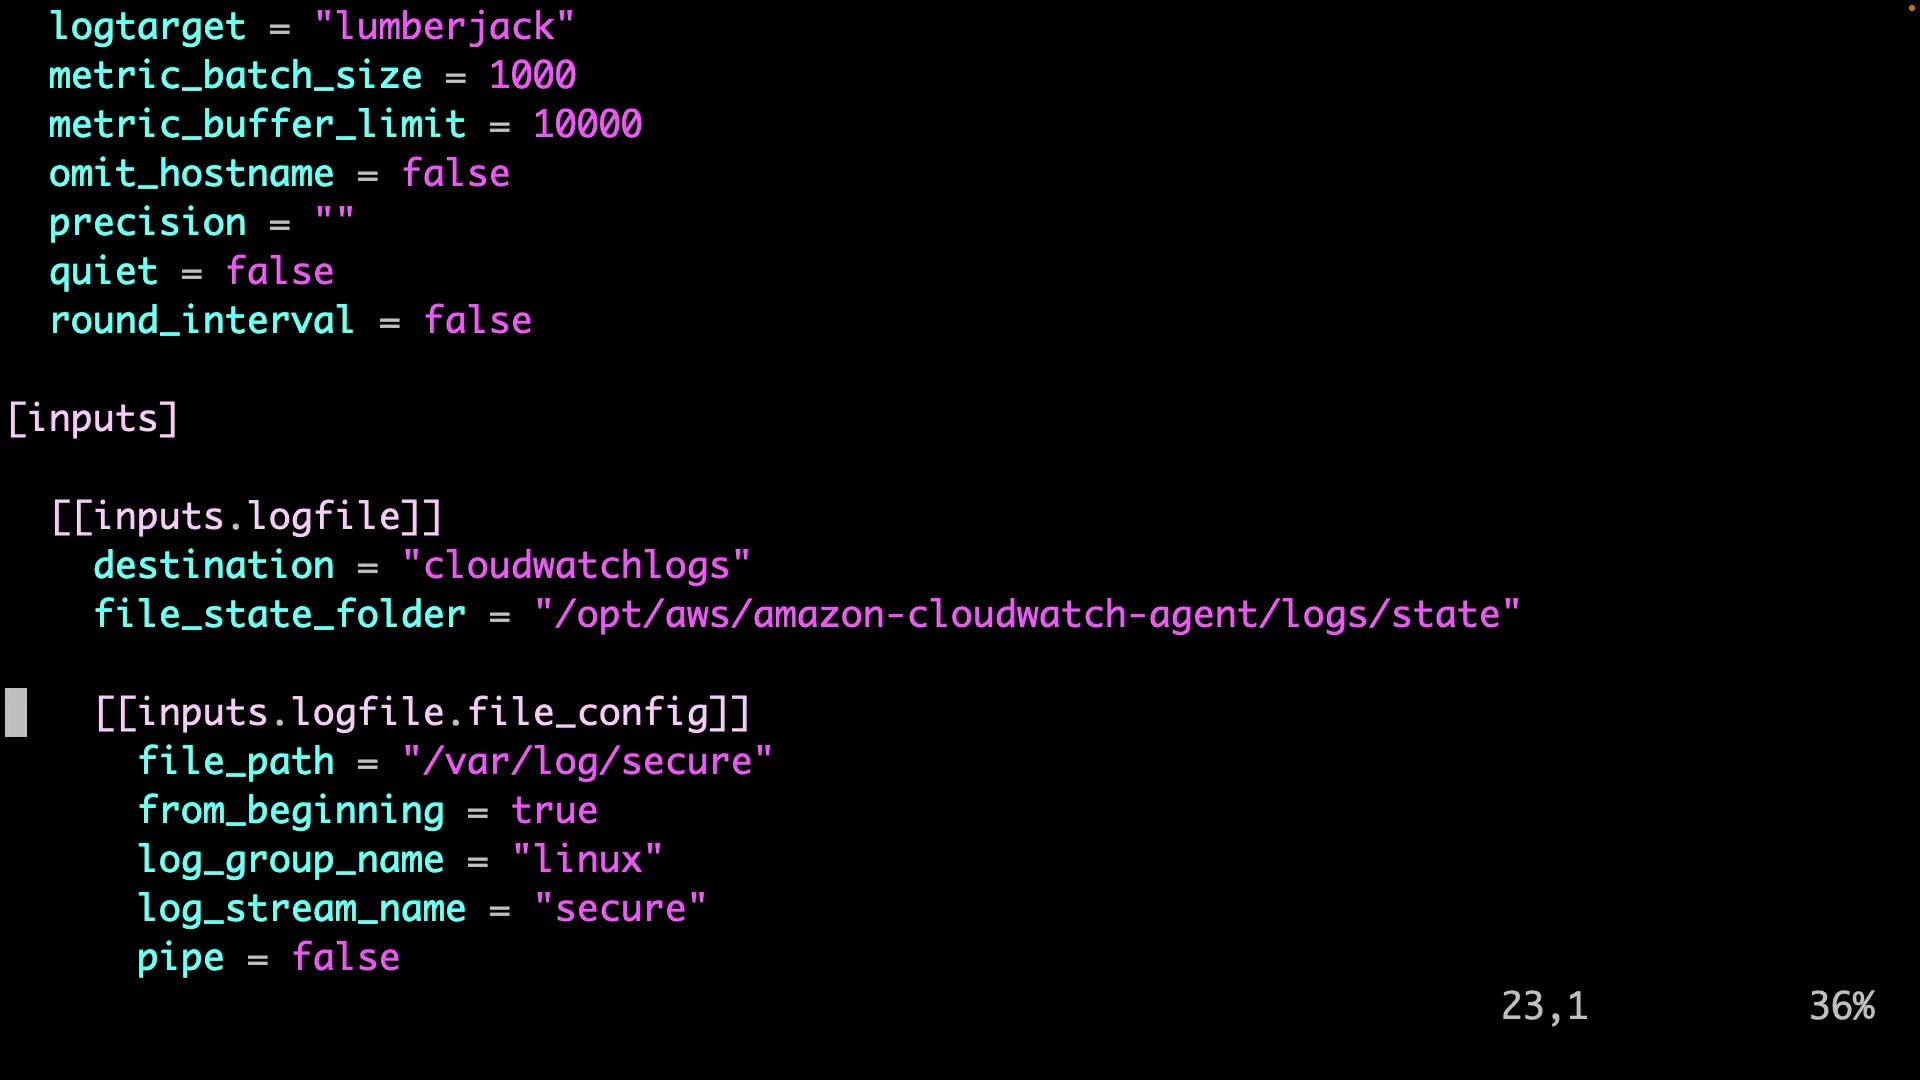 logtarget = "lumberjack"
metric_batch_size = 1000
metric_buffer_limit = 10000
omit_hostname = false
precision = ""
quiet = false
round_interval = false
[inputs]
[[inputs.logfile]]
destination = "cloudwatchlogs"
file_state_folder = "/opt/aws/amazon-cloudwatch-agent/logs/state"
[[inputs.logfile.file_config]]
file_path = "/var/log/secure"
from_beginning = true
log_group_name = "linux"
log_stream_name = "secure"
pipe = false
23,1 36%